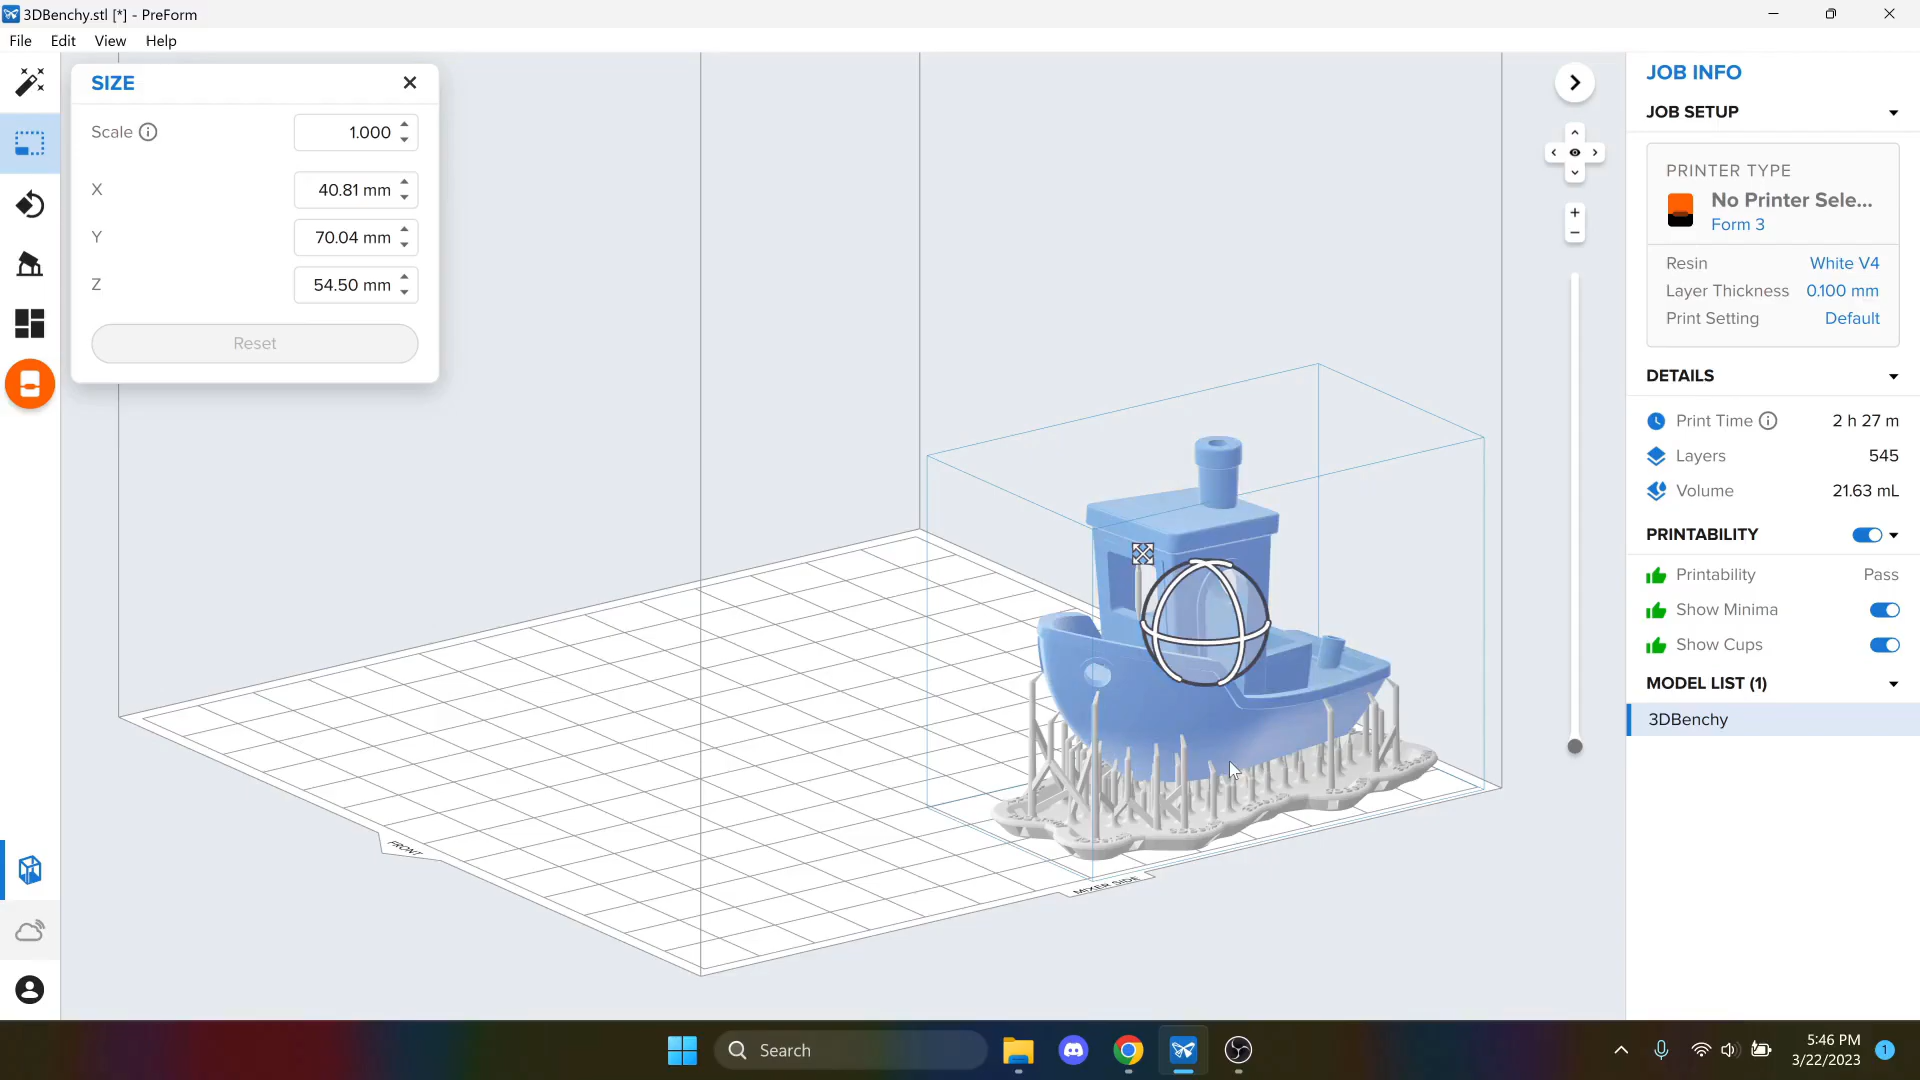 3DBenchy.stl [*] - PreForm
File Edit View Help
SIZE
Scale
1.000
X
40.81 mm
Y
70.04 mm
Z
54.50 mm
Reset
FRONT
MIXER SIDE
JOB INFO
JOB SETUP
PRINTER TYPE
No Printer Sele...
Form 3
Resin White V4
Layer Thickness 0.100 mm
Print Setting Default
DETAILS
Print Time 2 h 27 m
Layers 545
Volume 21.63 mL
PRINTABILITY
Printability Pass
Show Minima
Show Cups
MODEL LIST (1)
3DBenchy
Search
5:46 PM
3/22/2023
1